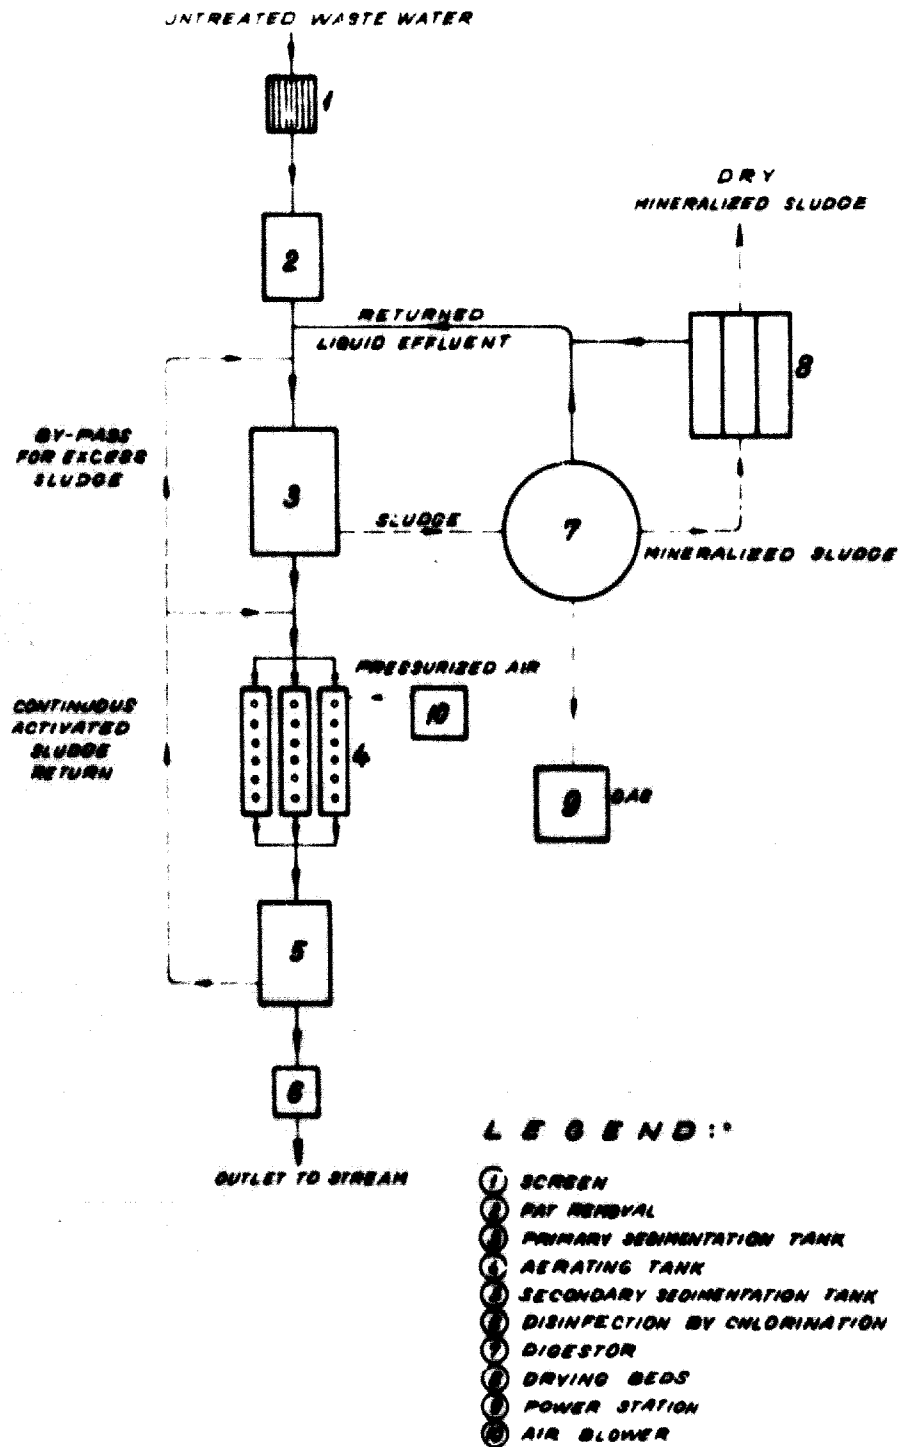 UNTREATED WASTE WATER
1
2
DRY
MINERALIZED SLUDGE
RETURNED
LIQUID EFFLUENT
8
BY-PASS
FOR EXCESS
SLUDGE
3
SLUDGE
7
MINERALIZED SLUDGE
PRESSURIZED AIR
10
CONTINUOUS
ACTIVATED
SLUDGE
RETURN
4
9
GAS
5
6
OUTLET TO STREAM
LEGEND:
1 SCREEN
2 FAT REMOVAL
3 PRIMARY SEDIMENTATION TANK
4 AERATING TANK
5 SECONDARY SEDIMENTATION TANK
6 DISINFECTION BY CHLORINATION
7 DIGESTOR
8 DRYING BEDS
9 POWER STATION
10 AIR BLOWER